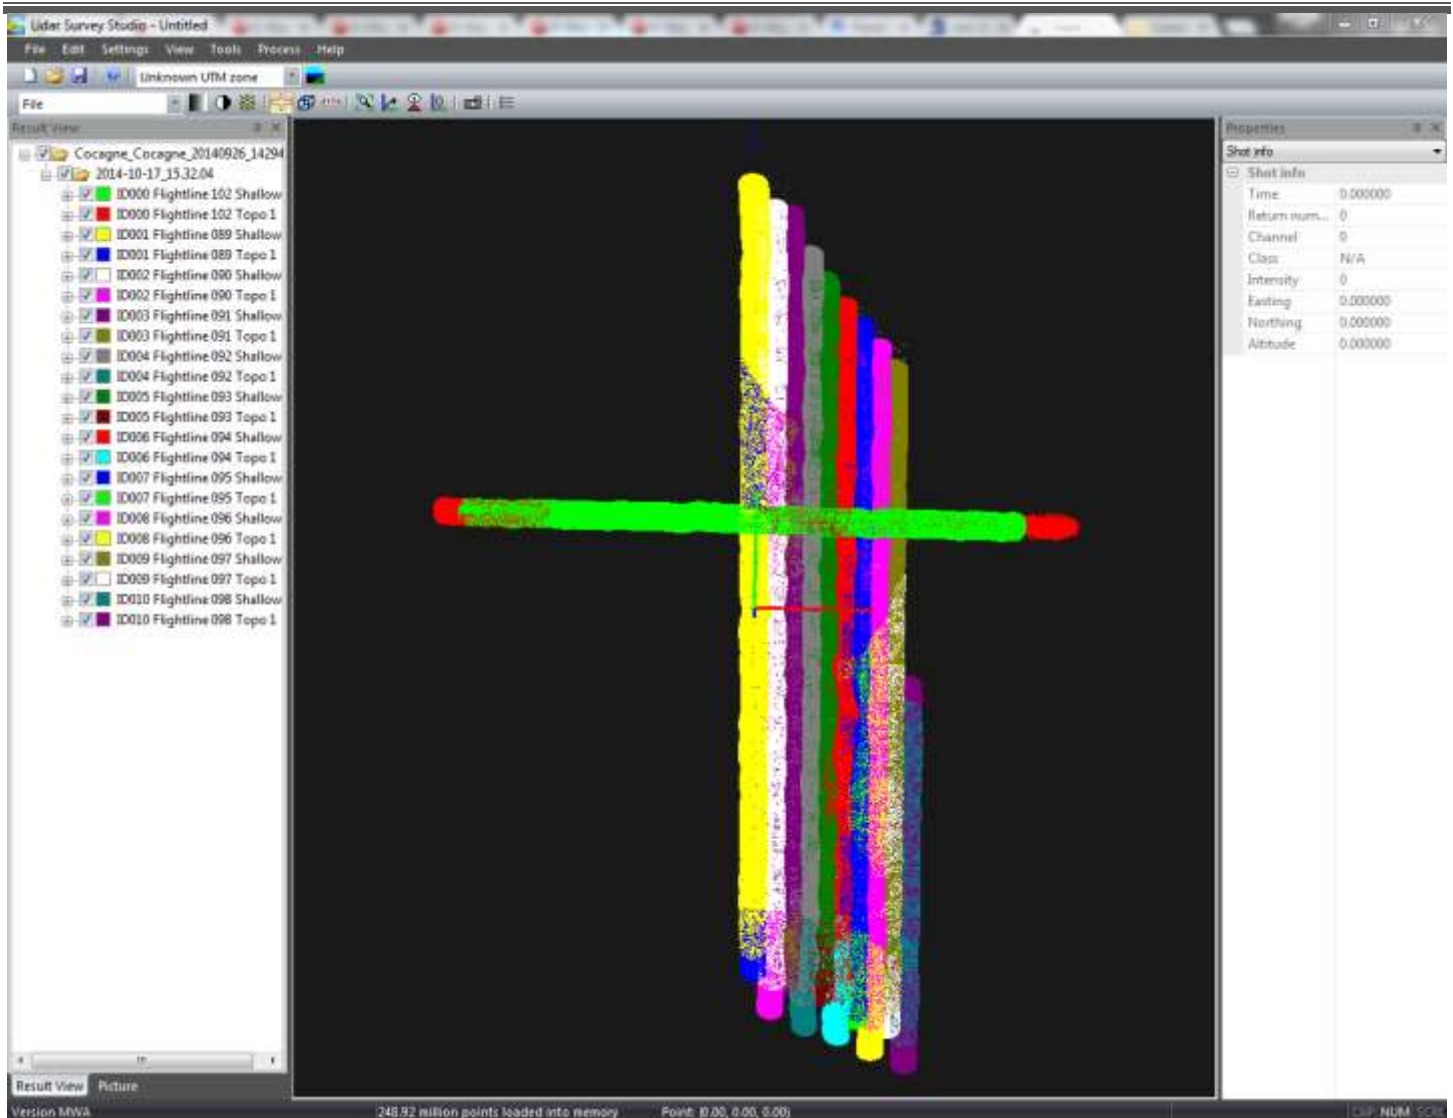 Lidar Survey Studio - Untitled
File Edit Settings View Tools Process Help
Unknown UTM zone
File
Result View
Properties
Cocagne_Cocagne_20140926_14294
2014-10-17_15.32.04
ID000 Flightline 102 Shallow
ID000 Flightline 102 Topo 1
ID001 Flightline 089 Shallow
ID001 Flightline 089 Topo 1
ID002 Flightline 090 Shallow
ID002 Flightline 090 Topo 1
ID003 Flightline 091 Shallow
ID003 Flightline 091 Topo 1
ID004 Flightline 092 Shallow
ID004 Flightline 092 Topo 1
ID005 Flightline 093 Shallow
ID005 Flightline 093 Topo 1
ID006 Flightline 094 Shallow
ID006 Flightline 094 Topo 1
ID007 Flightline 095 Shallow
ID007 Flightline 095 Topo 1
ID008 Flightline 096 Shallow
ID008 Flightline 096 Topo 1
ID009 Flightline 097 Shallow
ID009 Flightline 097 Topo 1
ID010 Flightline 098 Shallow
ID010 Flightline 098 Topo 1
Shot info
Shot info
Time 0.000000
Return num... 0
Channel 0
Class N/A
Intensity 0
Easting 0.000000
Northing 0.000000
Altitude 0.000000
Result View Picture
Version MWA 248.92 million points loaded into memory Point: (0.00, 0.00, 0.00) CAP NUM SCRL